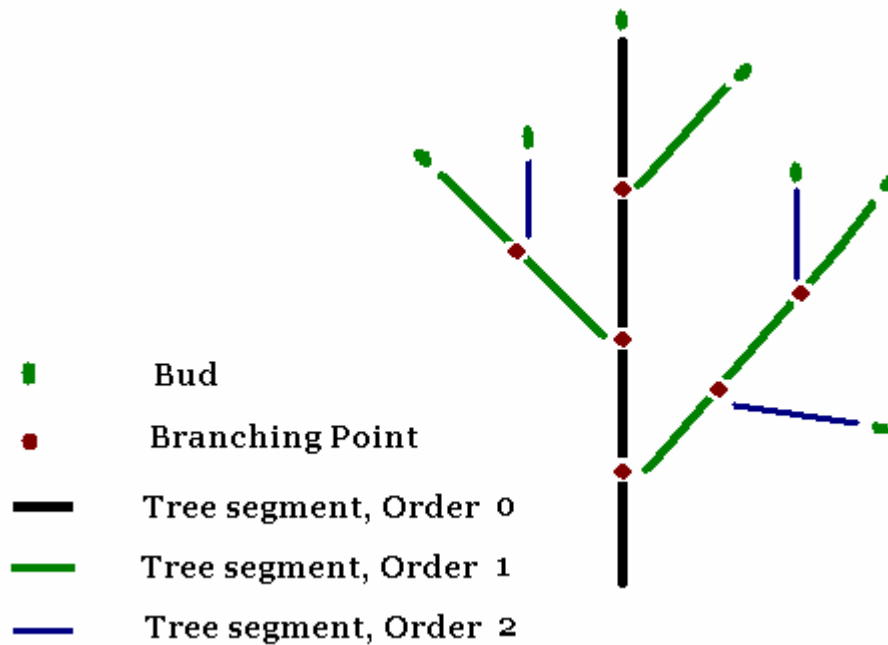 Bud
Branching Point
Tree segment, Order 0
Tree segment, Order 1
Tree segment, Order 2